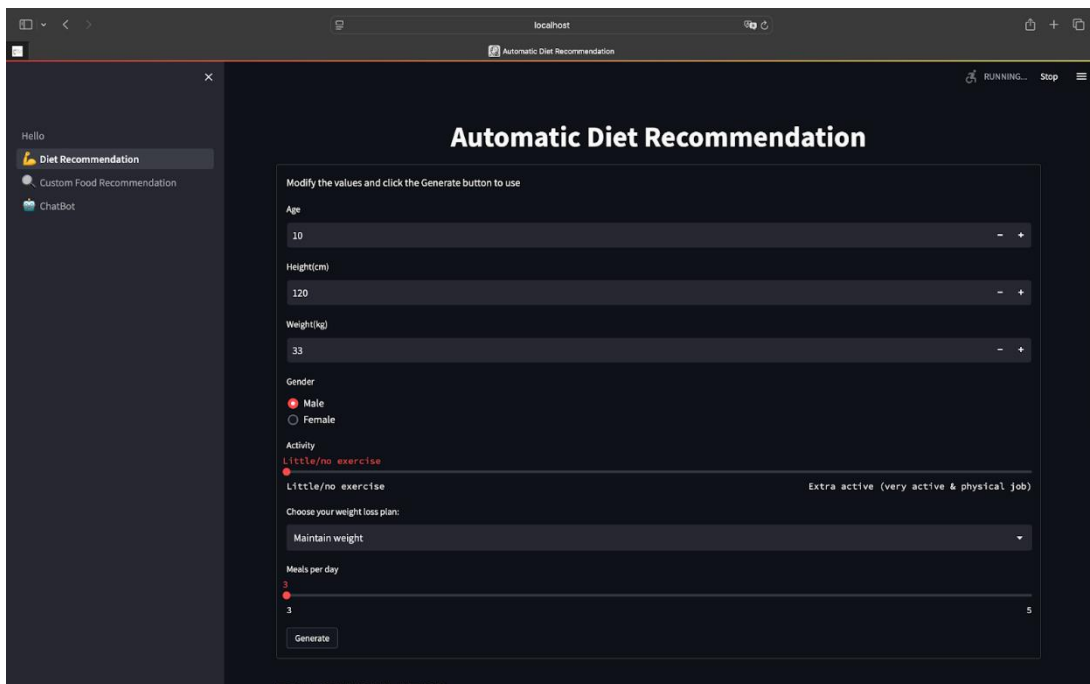 localhost
Automatic Diet Recommendation
RUNNING... Stop
Hello
Diet Recommendation
Custom Food Recommendation
ChatBot
Automatic Diet Recommendation
Modify the values and click the Generate button to use
Age
10 - +
Height(cm)
120 - +
Weight(kg)
33 - +
Gender
Male
Female
Activity
Little/no exercise
Little/no exercise Extra active (very active & physical job)
Choose your weight loss plan:
Maintain weight
Meals per day
3
3 5
Generate